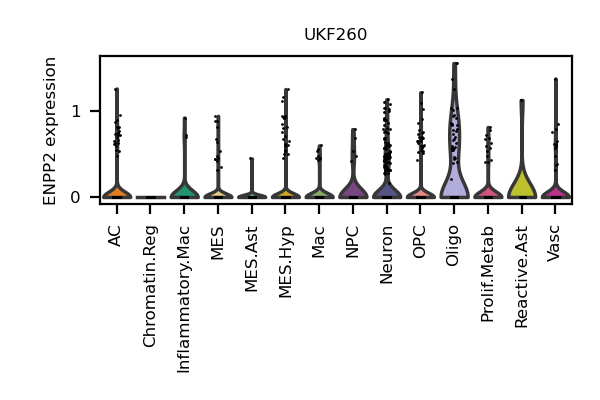 UKF260
ENPP2 expression
1
0
AC
Chromatin.Reg
Inflammatory.Mac
MES
MES.Ast
MES.Hyp
Mac
NPC
Neuron
OPC
Oligo
Prolif.Metab
Reactive.Ast
Vasc